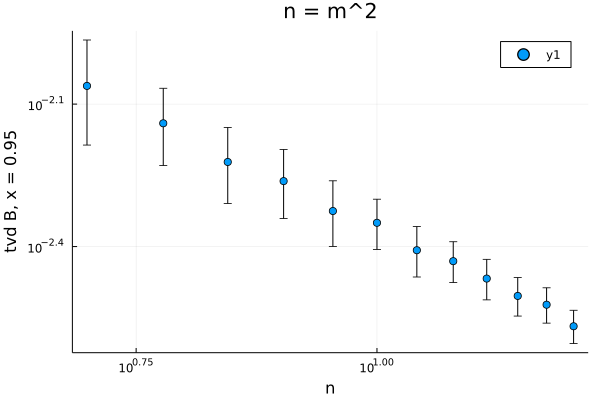 n = m^2
y1
tvd B, x = 0.95
10^−2.1
10^−2.4
10^0.75
10^1.00
n